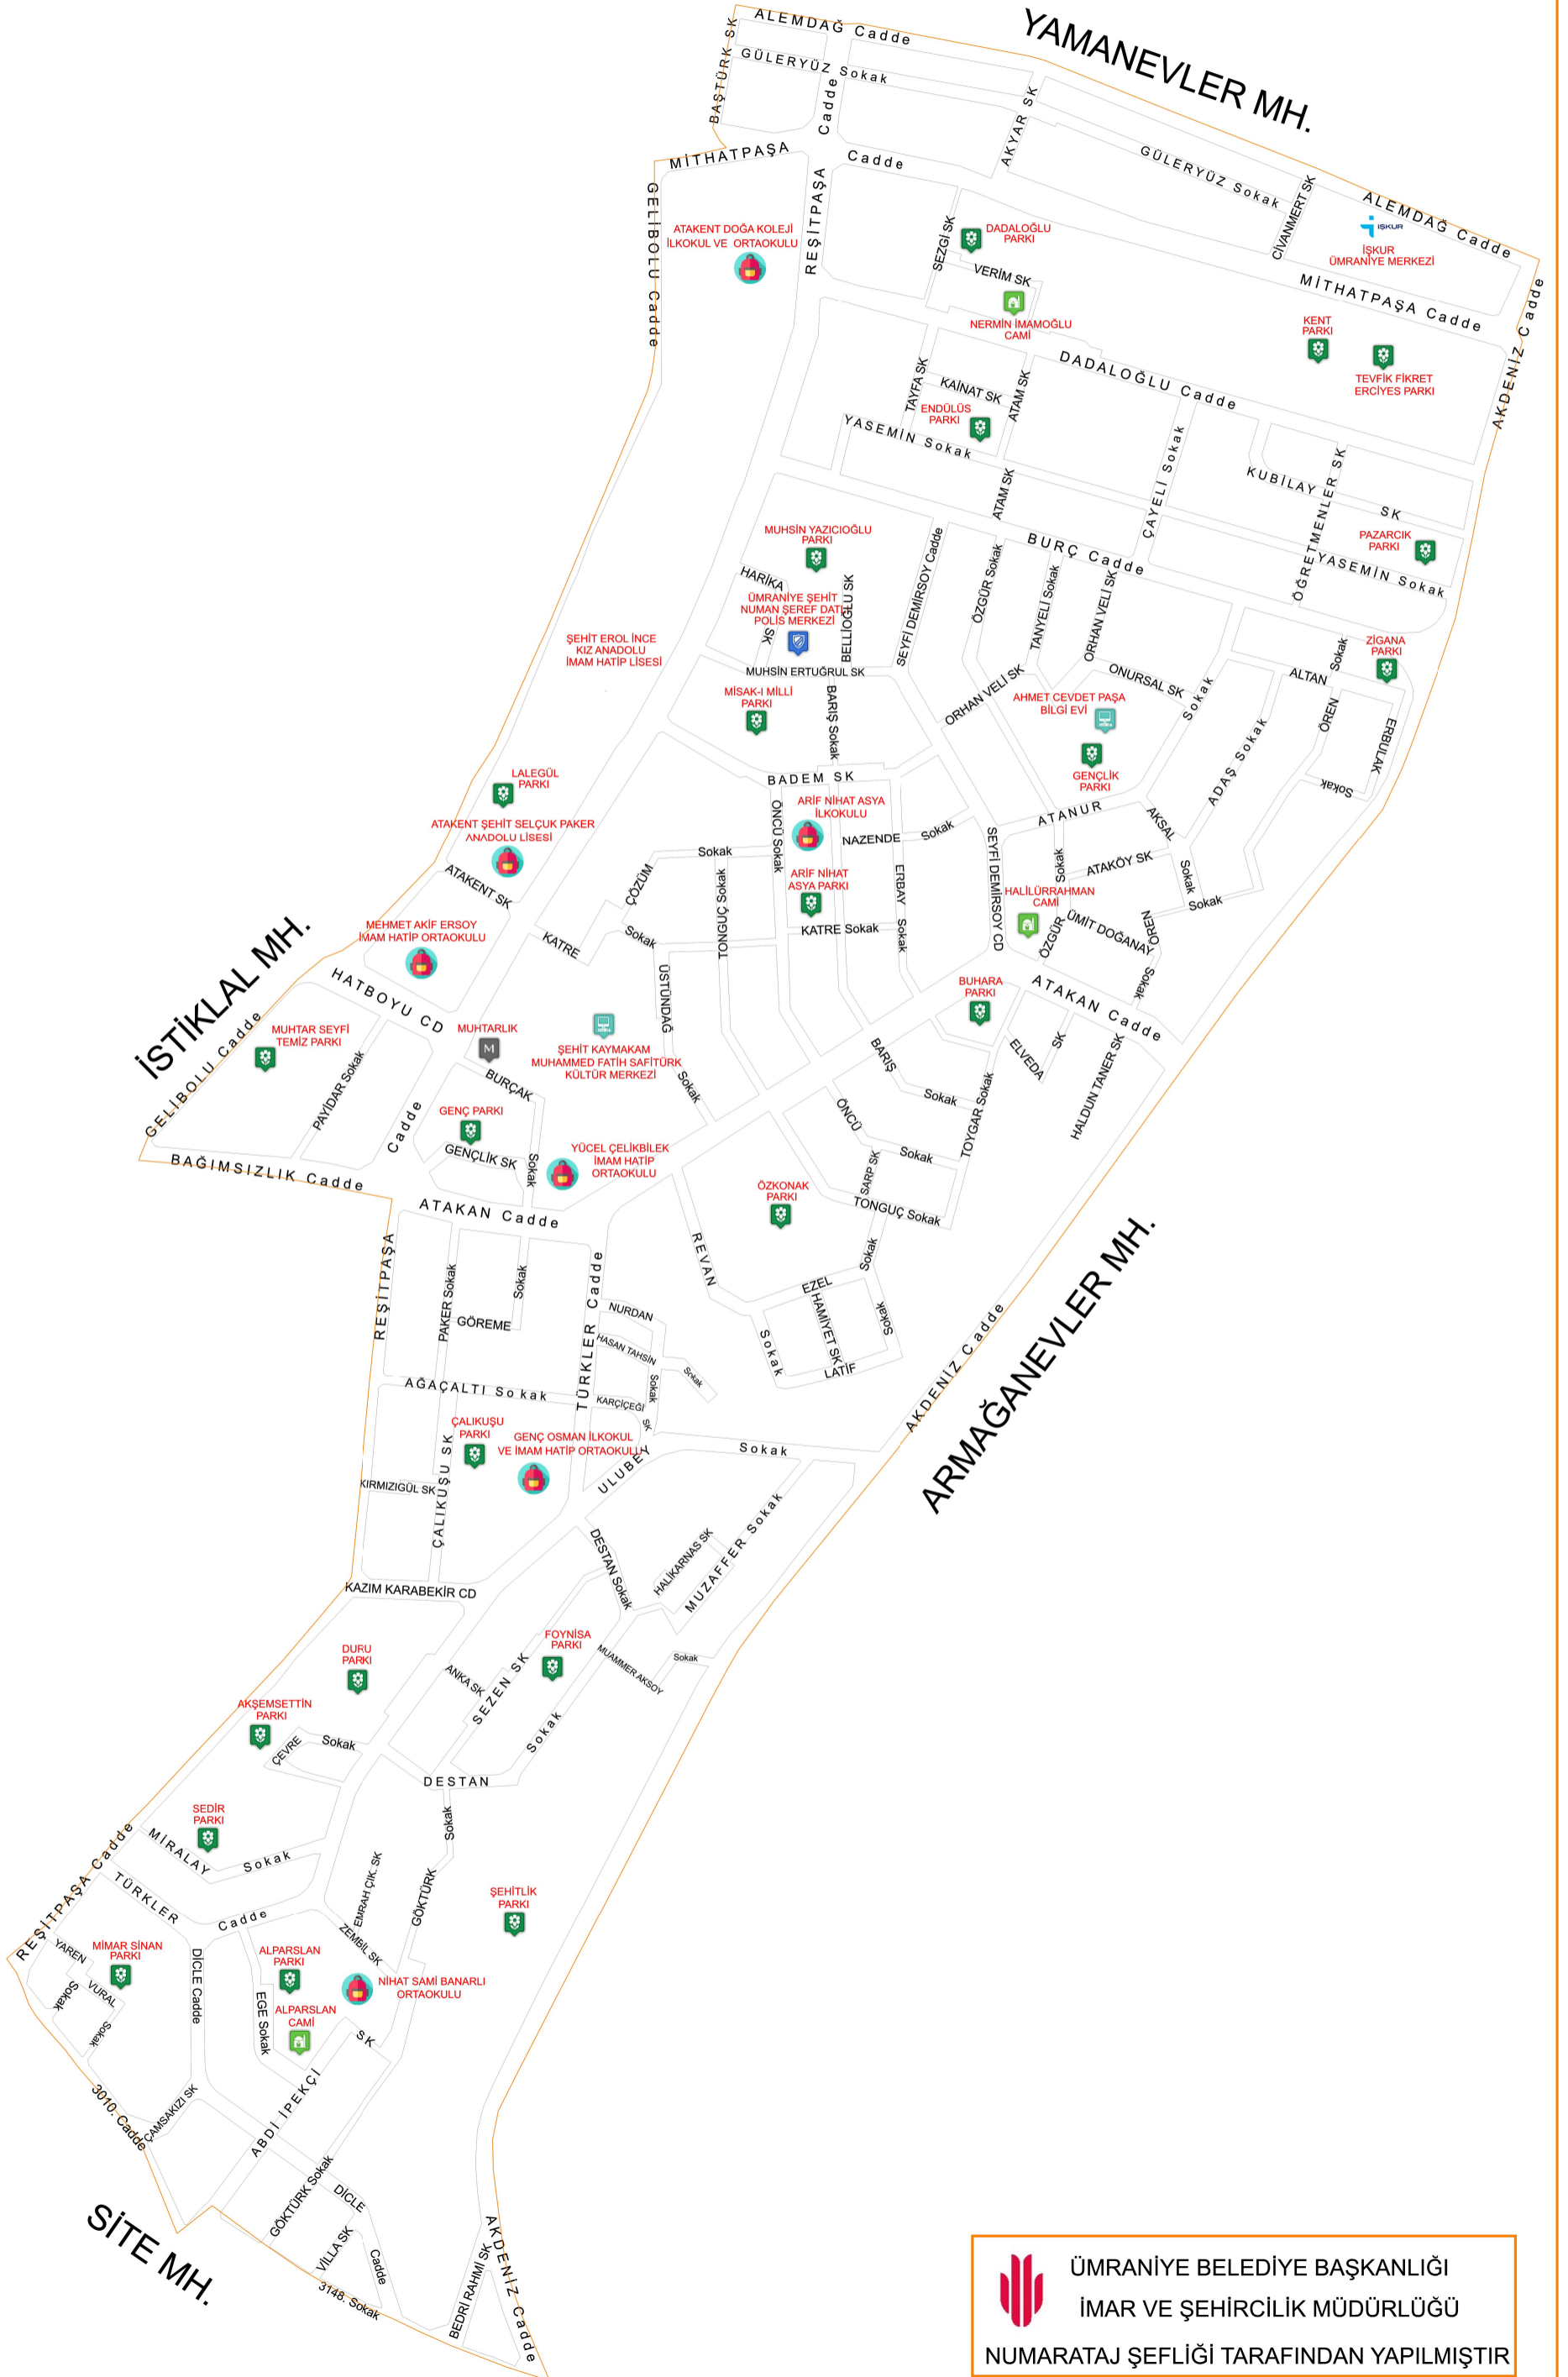 YAMANEVLER MH.
ALEMDAĞ Cadde
BAŞTÜRK SK
GÜLERYÜZ Sokak
Cadde
AKYAR SK
MİTHATPAŞA
Cadde
GÜLERYÜZ Sokak
CİVANMERT SK
ALEMDAĞ Cadde
GELİBOLU Cadde
REŞİTPAŞA
ATAKENT DOĞA KOLEJİ
İLKOKUL VE ORTAOKULU
SEZGİ SK
DADALOĞLU
PARKI
İŞKUR
İŞKUR
ÜMRANİYE MERKEZİ
VERİM SK
MİTHATPAŞA Cadde
AKDENİZ Cadde
NERMİN İMAMOĞLU
CAMİ
KENT
PARKI
TEVFİK FİKRET
ERCİYES PARKI
DADALOĞLU Cadde
TAYFA SK
KAİNAT SK
ATAM SK
ENDÜLÜS
PARKI
YASEMİN Sokak
ÇAYELİ Sokak
KUBİLAY
SK
ÖĞRETMENLER SK
ATAM SK
MUHSİN YAZICIOĞLU
PARKI
BURÇ Cadde
PAZARCIK
PARKI
YASEMİN Sokak
HARİKA
SK
ÜMRANİYE ŞEHİT
NUMAN ŞEREF DATLI
POLİS MERKEZİ
BELLİOĞLU SK
SEYFİ DEMİRSOY Cadde
ÖZGÜR Sokak
TANYELİ Sokak
ORHAN VELİ SK
ŞEHİT EROL İNCE
KIZ ANADOLU
İMAM HATİP LİSESİ
ZİGANA
PARKI
MUHSİN ERTUĞRUL SK
ONURSAL SK
Sokak
ALTAN
Sokak
ÖREN
ERBULAK
Sokak
MİSAK-I MİLLİ
PARKI
BARIŞ Sokak
ORHAN VELİ SK
AHMET CEVDET PAŞA
BİLGİ EVİ
ADAŞ Sokak
GENÇLİK
PARKI
LALEGÜL
PARKI
BADEM SK
ARİF NİHAT ASYA
İLKOKULU
ÖNCÜ Sokak
ATANUR
AKSAL
Sokak
ATAKENT ŞEHİT SELÇUK PAKER
ANADOLU LİSESİ
NAZENDE
Sokak
SEYFİ DEMİRSOY CD
ATAKENT SK
ÇÖZÜM
Sokak
TONGUÇ Sokak
ARİF NİHAT
ASYA PARKI
ERBAY
Sokak
ATAKÖY SK
Sokak
ÖZGÜR
HALİLÜRRAHMAN
CAMİ
Sokak
ÜMİT DOĞANAY
ÖREN
Sokak
İSTİKLAL MH.
MEHMET AKİF ERSOY
İMAM HATİP ORTAOKULU
KATRE
Sokak
KATRE Sokak
ÜSTÜNDAĞ
Sokak
HATBOYU CD
BUHARA
PARKI
ATAKAN Cadde
GELİBOLU Cadde
MUHTAR SEYFİ
TEMİZ PARKI
PAYİDAR Sokak
MUHTARLIK
M
ŞEHİT KAYMAKAM
MUHAMMED FATİH SAFİTÜRK
KÜLTÜR MERKEZİ
BARIŞ
Sokak
ELVEDA
SK
HALDUN TANER SK
BURÇAK
Sokak
Cadde
GENÇ PARKI
GENÇLİK SK
ÖNCÜ
Sokak
TOYGAR Sokak
YÜCEL ÇELİKBİLEK
İMAM HATİP
ORTAOKULU
SARP SK
BAĞIMSIZLIK Cadde
ÖZKONAK
PARKI
TONGUÇ Sokak
ATAKAN Cadde
ARMAĞANEVLER MH.
REŞİTPAŞA
PAKER Sokak
Sokak
GÖREME
TÜRKLER Cadde
REVAN
Sokak
EZEL
Sokak
HAMİYET SK
LATİF
Sokak
NURDAN
HASAN TAHSİN
Sokak
Sokak
AKDENİZ Cadde
AĞAÇALTI Sokak
KARÇİÇEĞİ
SK
ÇALIKUŞU
PARKI
GENÇ OSMAN İLKOKUL
VE İMAM HATİP ORTAOKULU
ULUBEY
Sokak
KIRMIZIGÜL SK
ÇALIKUŞU SK
DESTAN Sokak
HALİKARNAS SK
MUZAFFER Sokak
KAZIM KARABEKİR CD
DURU
PARKI
FOYNİSA
PARKI
MUAMMER AKSOY
Sokak
ANKA SK
SEZEN SK
Sokak
AKŞEMSETTİN
PARKI
ÇEVRE
Sokak
DESTAN
SEDİR
PARKI
Sokak
REŞİTPAŞA Cadde
MİRALAY
Sokak
EMRAH ÇIK. SK
GÖKTÜRK
TÜRKLER
Cadde
ŞEHİTLİK
PARKI
ZEMBİL SK
YAREN
Sokak
MİMAR SİNAN
PARKI
VURAL
Sokak
DİCLE Cadde
ALPARSLAN
PARKI
EGE Sokak
NİHAT SAMİ BANARLI
ORTAOKULU
ALPARSLAN
CAMİ
SK
ABDİ İPEKÇİ
3010. Cadde
ÇAMSAKIZI SK
GÖKTÜRK Sokak
DİCLE
Cadde
VİLLA SK
SİTE MH.
3148. Sokak
BEDRİ RAHMİ SK
AKDENİZ Cadde
ÜMRANİYE BELEDİYE BAŞKANLIĞI
İMAR VE ŞEHİRCİLİK MÜDÜRLÜĞÜ
NUMARATAJ ŞEFLİĞİ TARAFINDAN YAPILMIŞTIR